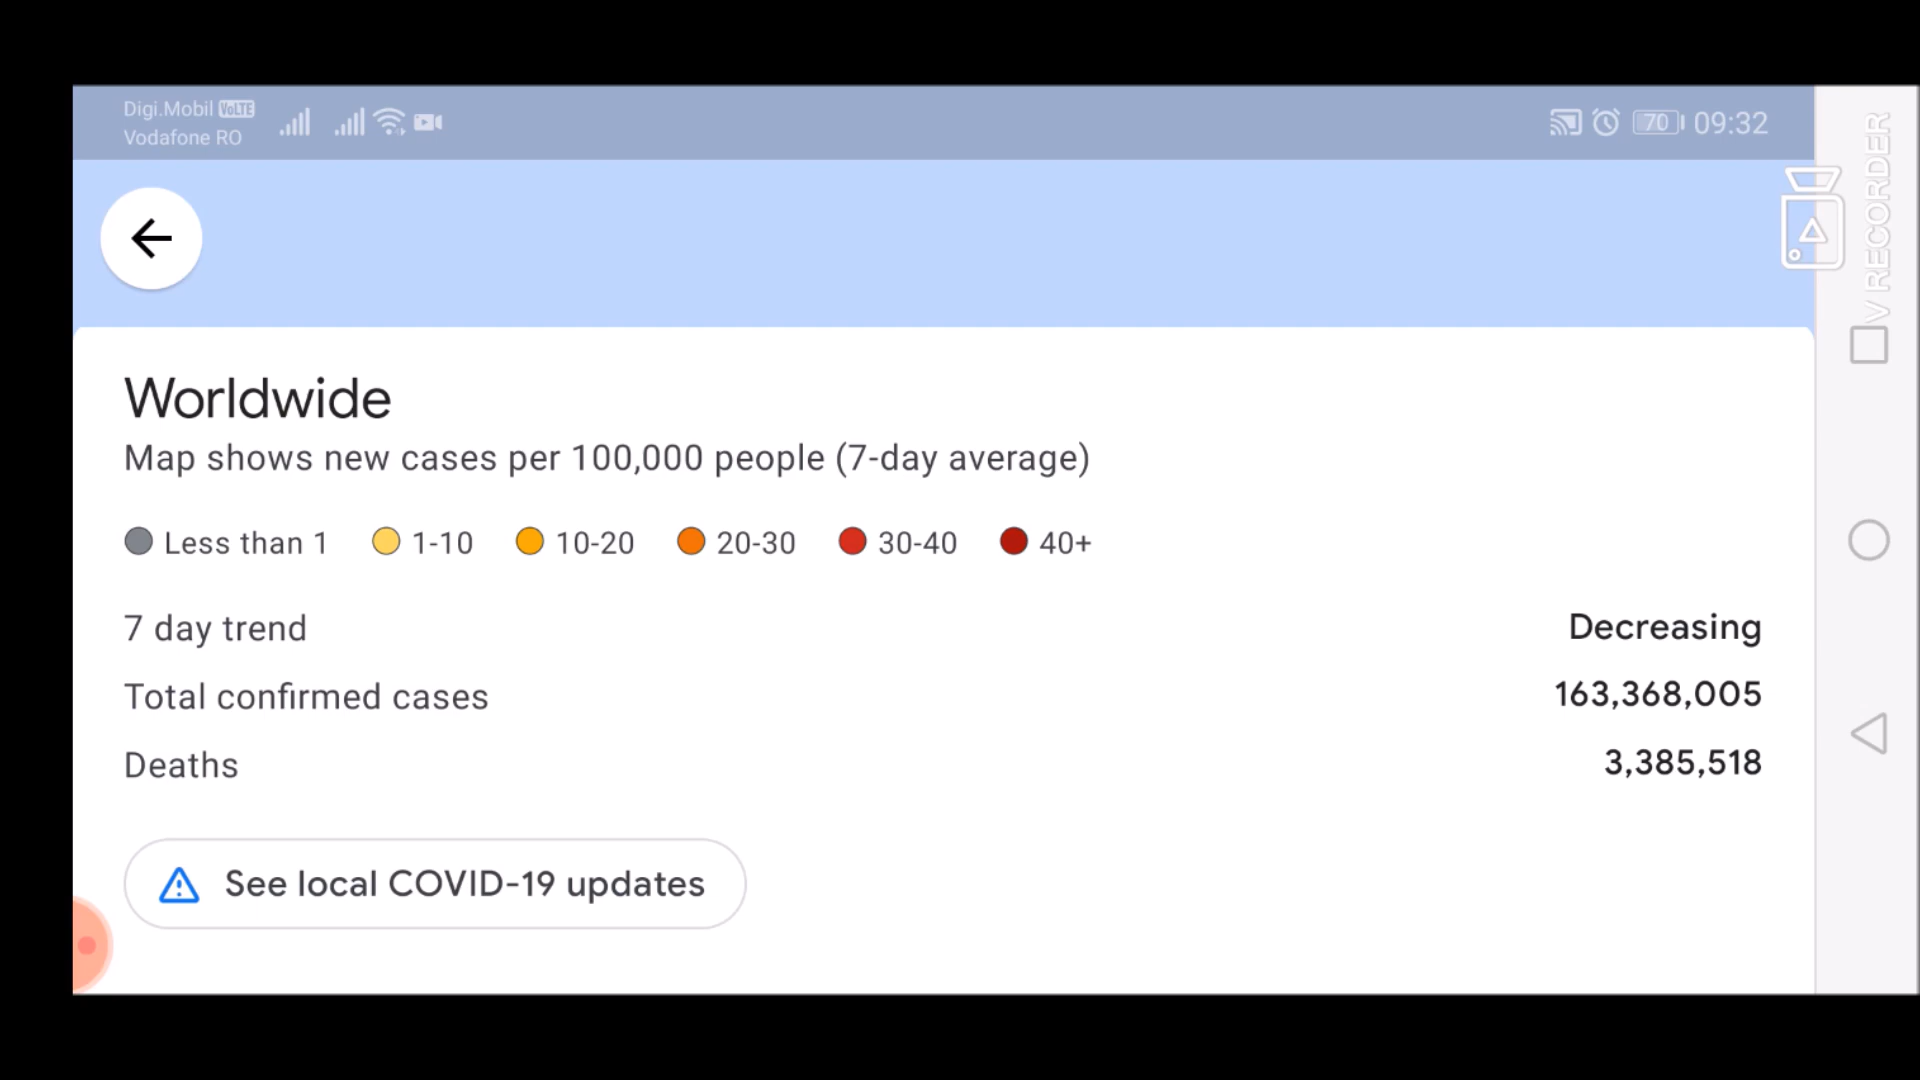 Digi.Mobil VoLTE
Vodafone RO
70 09:32
V RECORDER
Worldwide
Map shows new cases per 100,000 people (7-day average)
Less than 1 1-10 10-20 20-30 30-40 40+
7 day trend Decreasing
Total confirmed cases 163,368,005
Deaths 3,385,518
See local COVID-19 updates